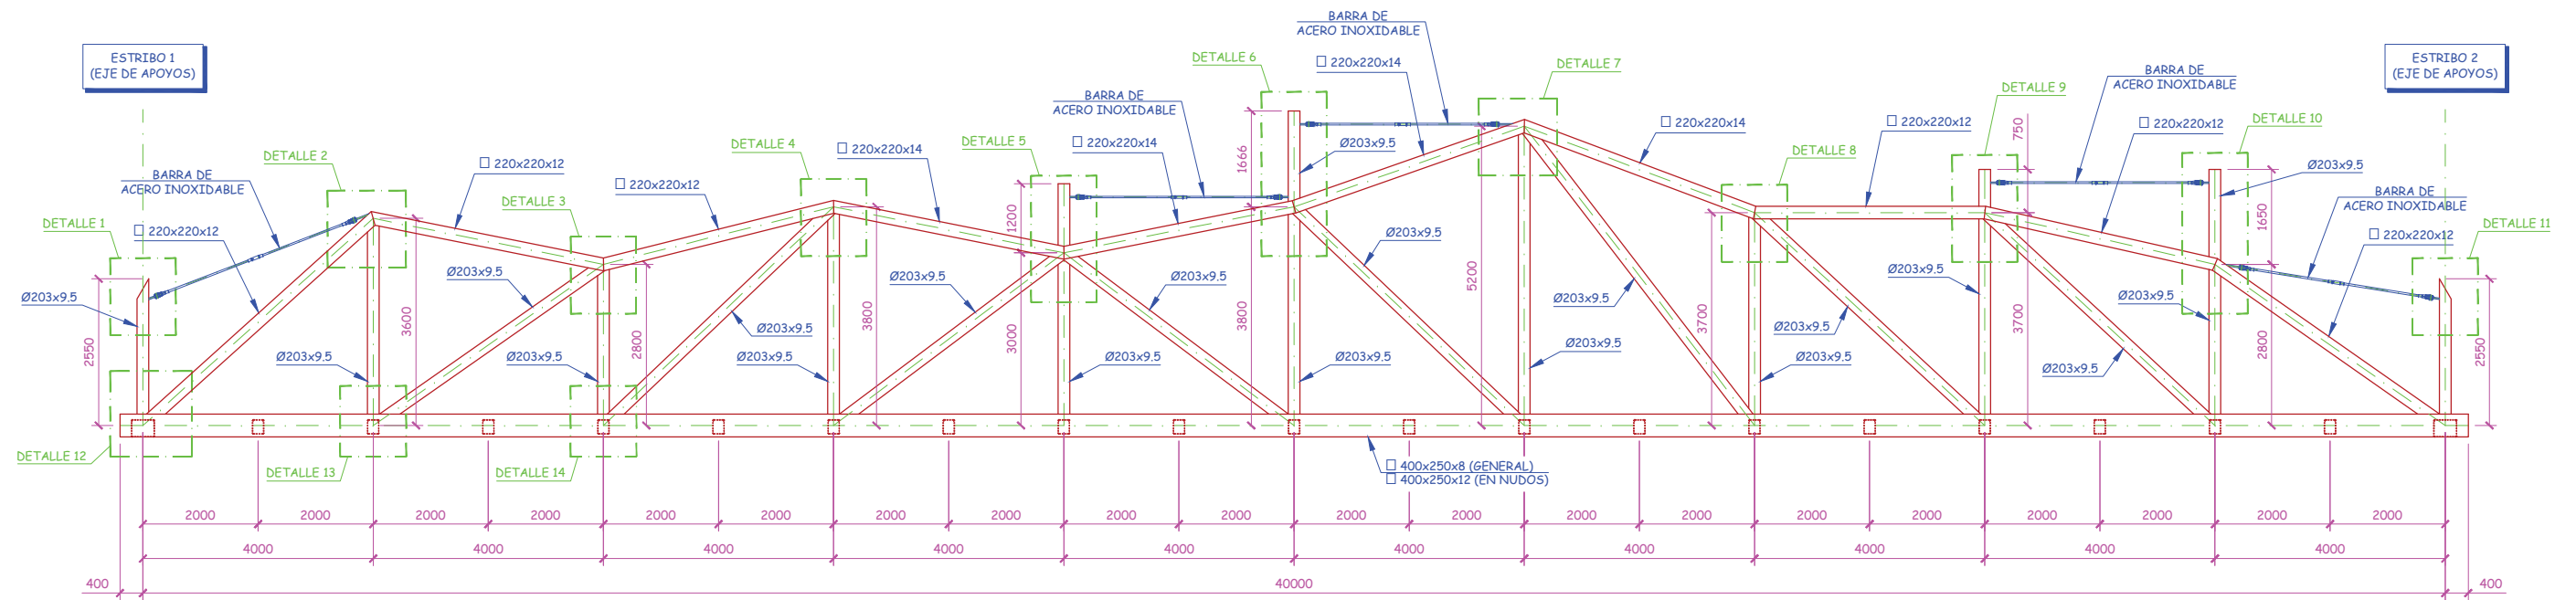 ESTRIBO 1
(EJE DE APOYOS)
ESTRIBO 2
(EJE DE APOYOS)
BARRA DE
ACERO INOXIDABLE
DETALLE 6
□ 220x220x14
DETALLE 7
BARRA DE
ACERO INOXIDABLE
DETALLE 9
BARRA DE
ACERO INOXIDABLE
□ 220x220x14
□ 220x220x12
□ 220x220x12
DETALLE 10
750
DETALLE 2
DETALLE 4
□ 220x220x14
DETALLE 5
□ 220x220x14
1666
Ø203x9.5
DETALLE 8
Ø203x9.5
BARRA DE
ACERO INOXIDABLE
□ 220x220x12
□ 220x220x12
BARRA DE
ACERO INOXIDABLE
DETALLE 1
□ 220x220x12
DETALLE 3
1200
1650
□ 220x220x12
DETALLE 11
Ø203x9.5
Ø203x9.5
Ø203x9.5
Ø203x9.5
Ø203x9.5
5200
Ø203x9.5
Ø203x9.5
Ø203x9.5
Ø203x9.5
3600
3800
3800
3700
3700
Ø203x9.5
Ø203x9.5
2550
2800
3000
2800
2550
Ø203x9.5
Ø203x9.5
Ø203x9.5
Ø203x9.5
Ø203x9.5
Ø203x9.5
Ø203x9.5
Ø203x9.5
DETALLE 12
DETALLE 13
DETALLE 14
□ 400x250x8 (GENERAL)
□ 400x250x12 (EN NUDOS)
2000 2000 2000 2000 2000 2000 2000 2000 2000 2000 2000 2000 2000 2000 2000 2000 2000 2000 2000 2000
4000 4000 4000 4000 4000 4000 4000 4000 4000 4000
400 40000 400